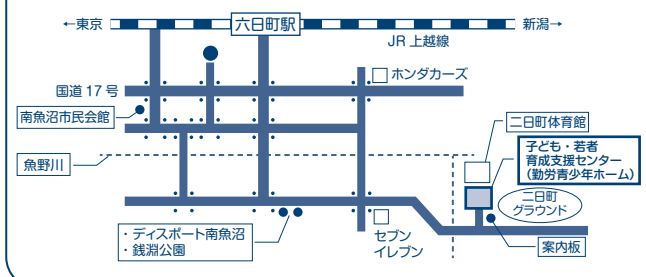 ←東京
六日町駅
新潟→
JR 上越線
国道 17 号
ホンダカーズ
南魚沼市民会館
二日町体育館
子ども・若者
育成支援センター
（勤労青少年ホーム）
魚野川
二日町
グラウンド
・ディスポート南魚沼
・銭淵公園
セブン
イレブン
案内板